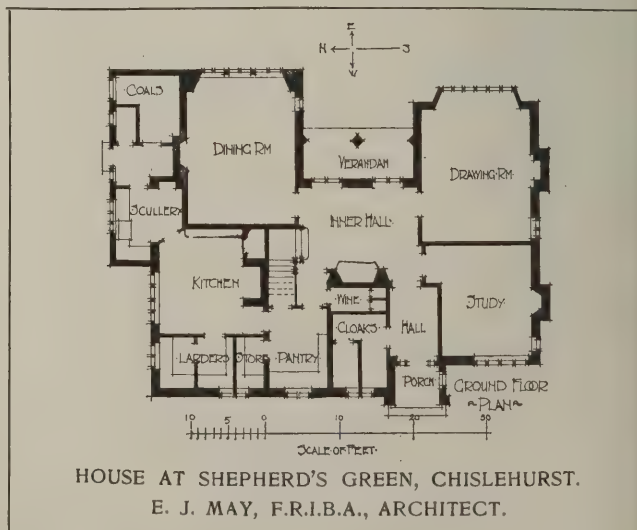 E
N S
W
COALS
DINING RM
VERANDAH
DRAWING-RM
SCULLERY
INNER HALL
KITCHEN
WINE
HALL
STUDY
CLOAKS
LARDERS STORE PANTRY
PORCH
GROUND FLOOR
PLAN
10 5 0 10 20 30
SCALE OF FEET
HOUSE AT SHEPHERD'S GREEN, CHISLEHURST.
E. J. MAY, F.R.I.B.A., ARCHITECT.